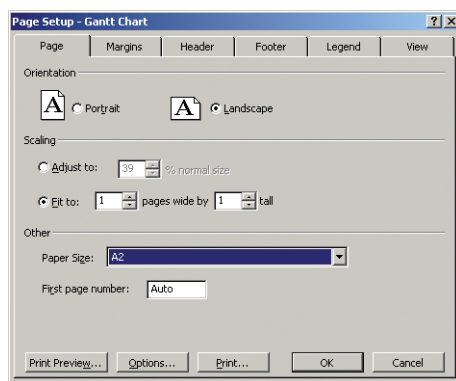 Page Setup - Gantt Chart
Page Margins Header Footer Legend View
Orientation
A Portrait A Landscape
Scaling
Adjust to: 39 % normal size
Fit to: 1 pages wide by 1 tall
Other
Paper Size: A2
First page number: Auto
Print Preview... Options... Print... OK Cancel